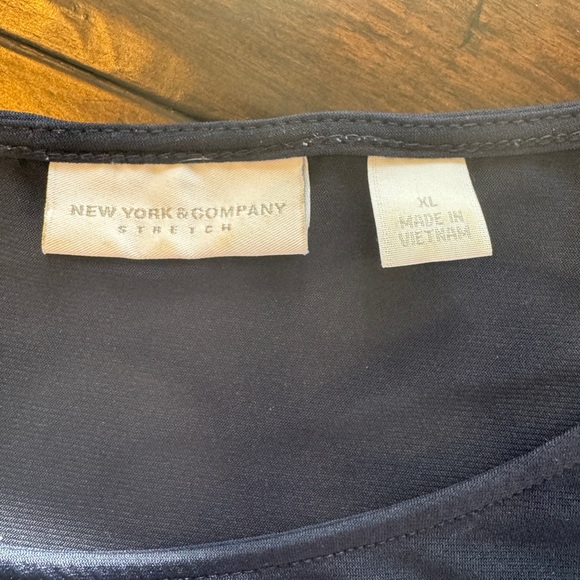 NEW YORK & COMPANY
STRETCH
XL
MADE IN
VIETNAM